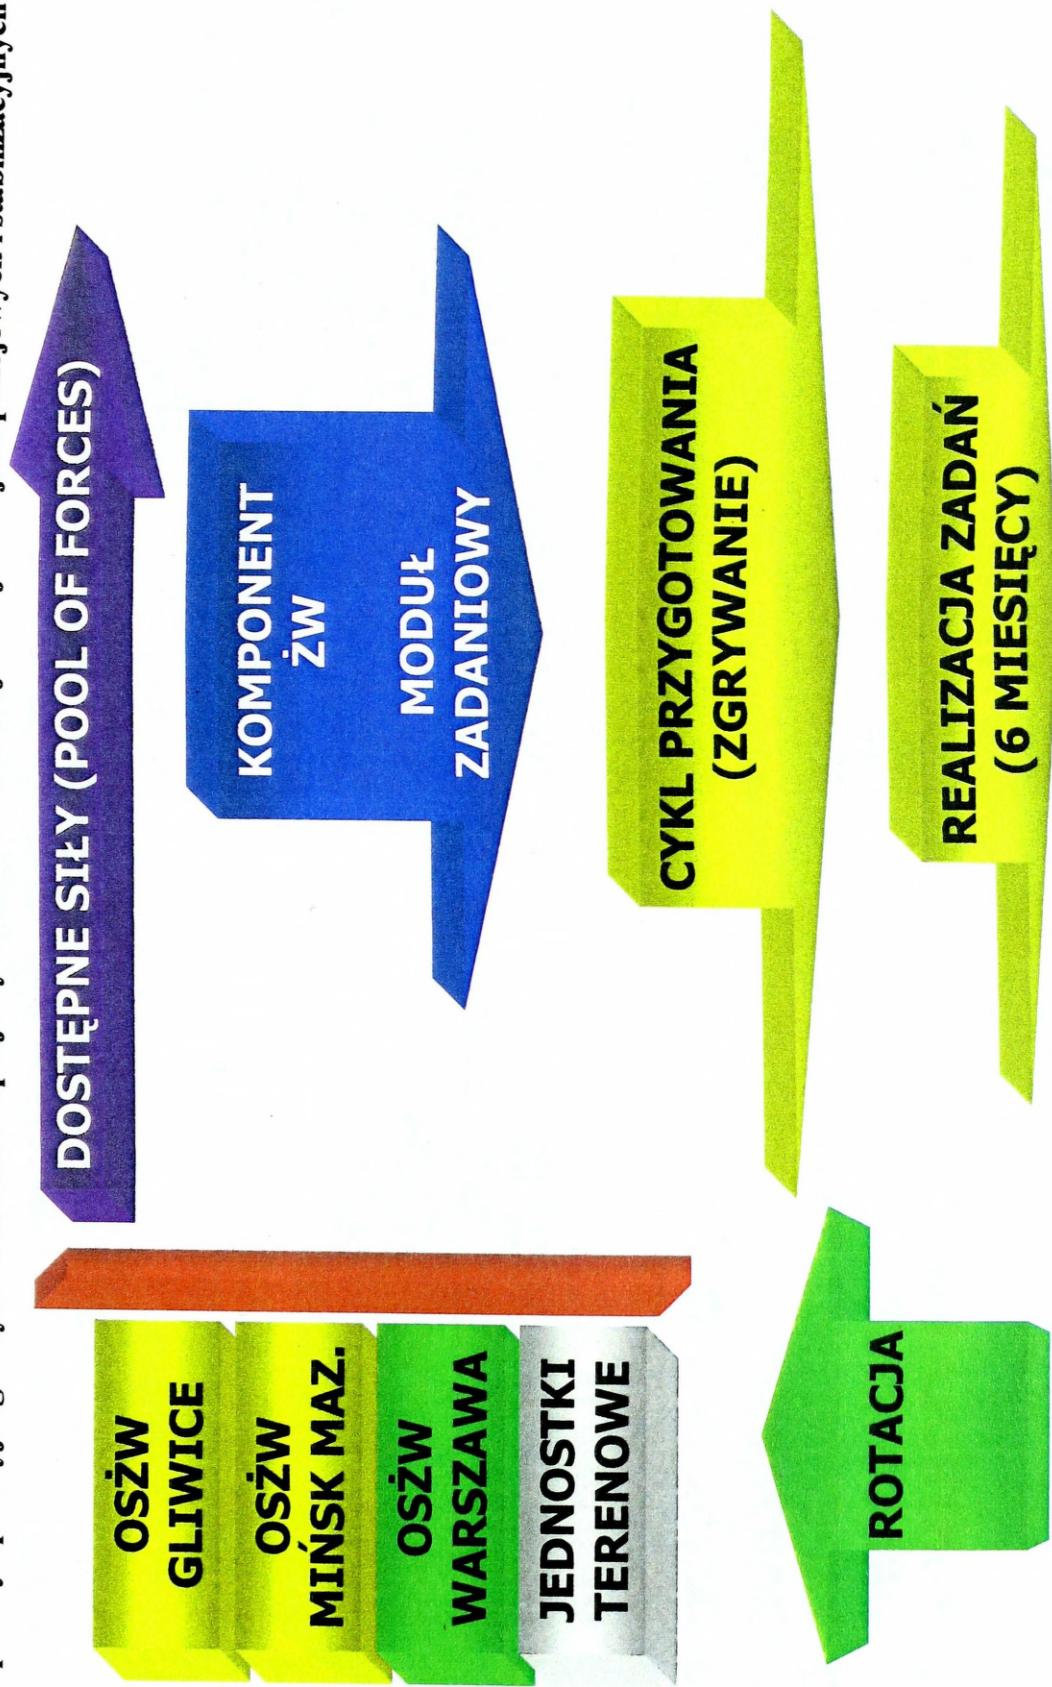 i stabilizacyjnych
OSŻW
GLIWICE
OSŻW
MIŃSK MAZ.
OSŻW
WARSZAWA
JEDNOSTKI
TERENOWE
ROTACJA
DOSTĘPNE SIŁY (POOL OF FORCES)
KOMPONENT
ŻW
MODUŁ
ZADANIOWY
CYKL PRZYGOTOWANIA
(ZGRYWANIE)
REALIZACJA ZADAŃ
(6 MIESIĘCY)